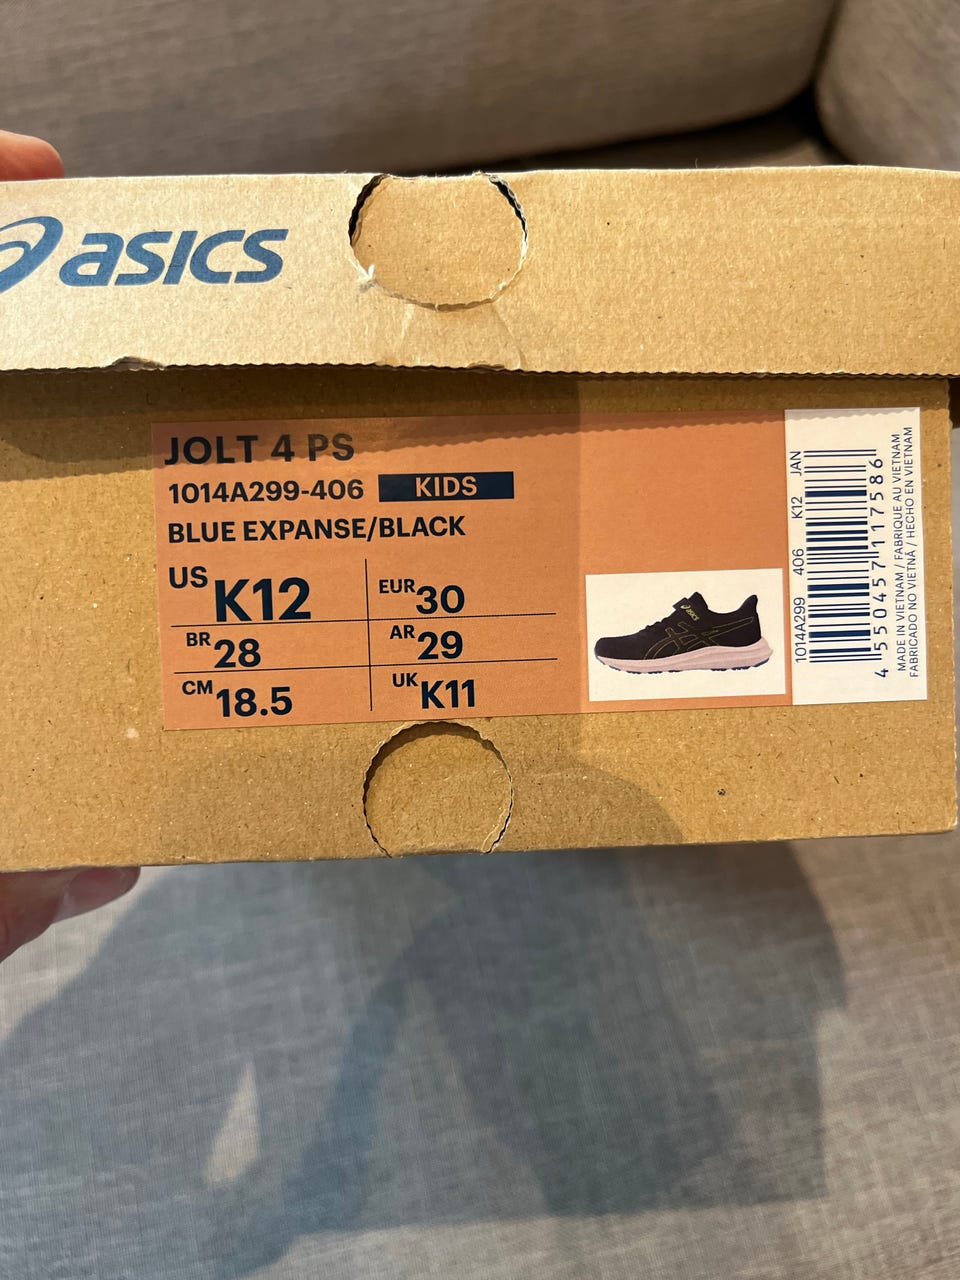 asics
JOLT 4 PS
1014A299-406 KIDS
BLUE EXPANSE/BLACK
US K12 EUR 30
BR 28 AR 29
CM 18.5 UK K11
asics
1014A299 406 K12 JAN
4 550457 117586
MADE IN VIETNAM / FABRIQUE AU VIETNAM
FABRICADO NO VIETNÃ / HECHO EN VIETNAM